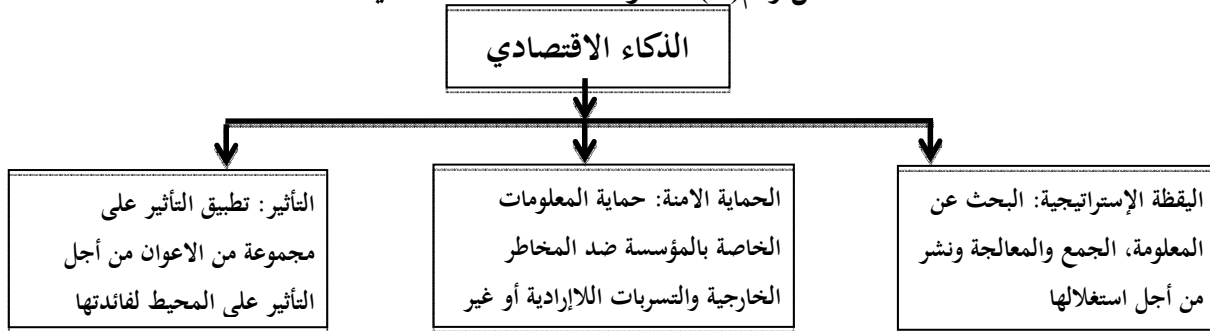 الذكاء الاقتصادي
اليقظة الإستراتيجية: البحث عن
المعلومة، الجمع والمعالجة ونشر
من أجل استغلالها
الحماية الامنة: حماية المعلومات
الخاصة بالمؤسسة ضد المخاطر
الخارجية والتسربات اللاإرادية أو غير
التأثير: تطبيق التأثير على
مجموعة من الاعوان من أجل
التأثير على المحيط لفائدتها